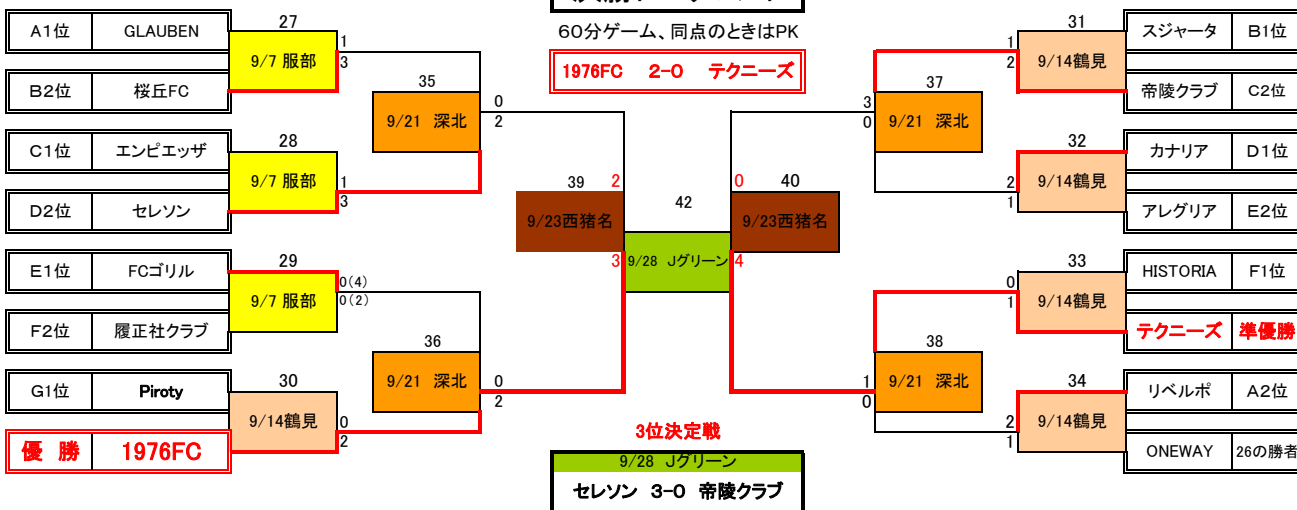 60分ゲーム、同点のときはPK
1976FC 2-0 テクニーズ
A1位 GLAUBEN
B2位 桜丘FC
27
9/7 服部
1
3
C1位 エンピエッザ
D2位 セレソン
28
9/7 服部
1
3
35
9/21 深北
0
2
E1位 FCゴリル
F2位 履正社クラブ
29
9/7 服部
0(4)
0(2)
G1位 Piroty
優 勝 1976FC
30
9/14鶴見
0
2
36
9/21 深北
0
2
39
9/23西猪名
2
3
42
9/28 Jグリーン
40
9/23西猪名
0
4
31
9/14鶴見
1
2
スジャータ B1位
帝陵クラブ C2位
37
9/21 深北
3
0
32
9/14鶴見
2
1
カナリア D1位
アレグリア E2位
33
9/14鶴見
0
1
HISTORIA F1位
テクニーズ 準優勝
38
9/21 深北
1
0
34
9/14鶴見
2
1
リベルポ A2位
ONEWAY 26の勝者
3位決定戦
9/28 Jグリーン
セレソン 3-0 帝陵クラブ